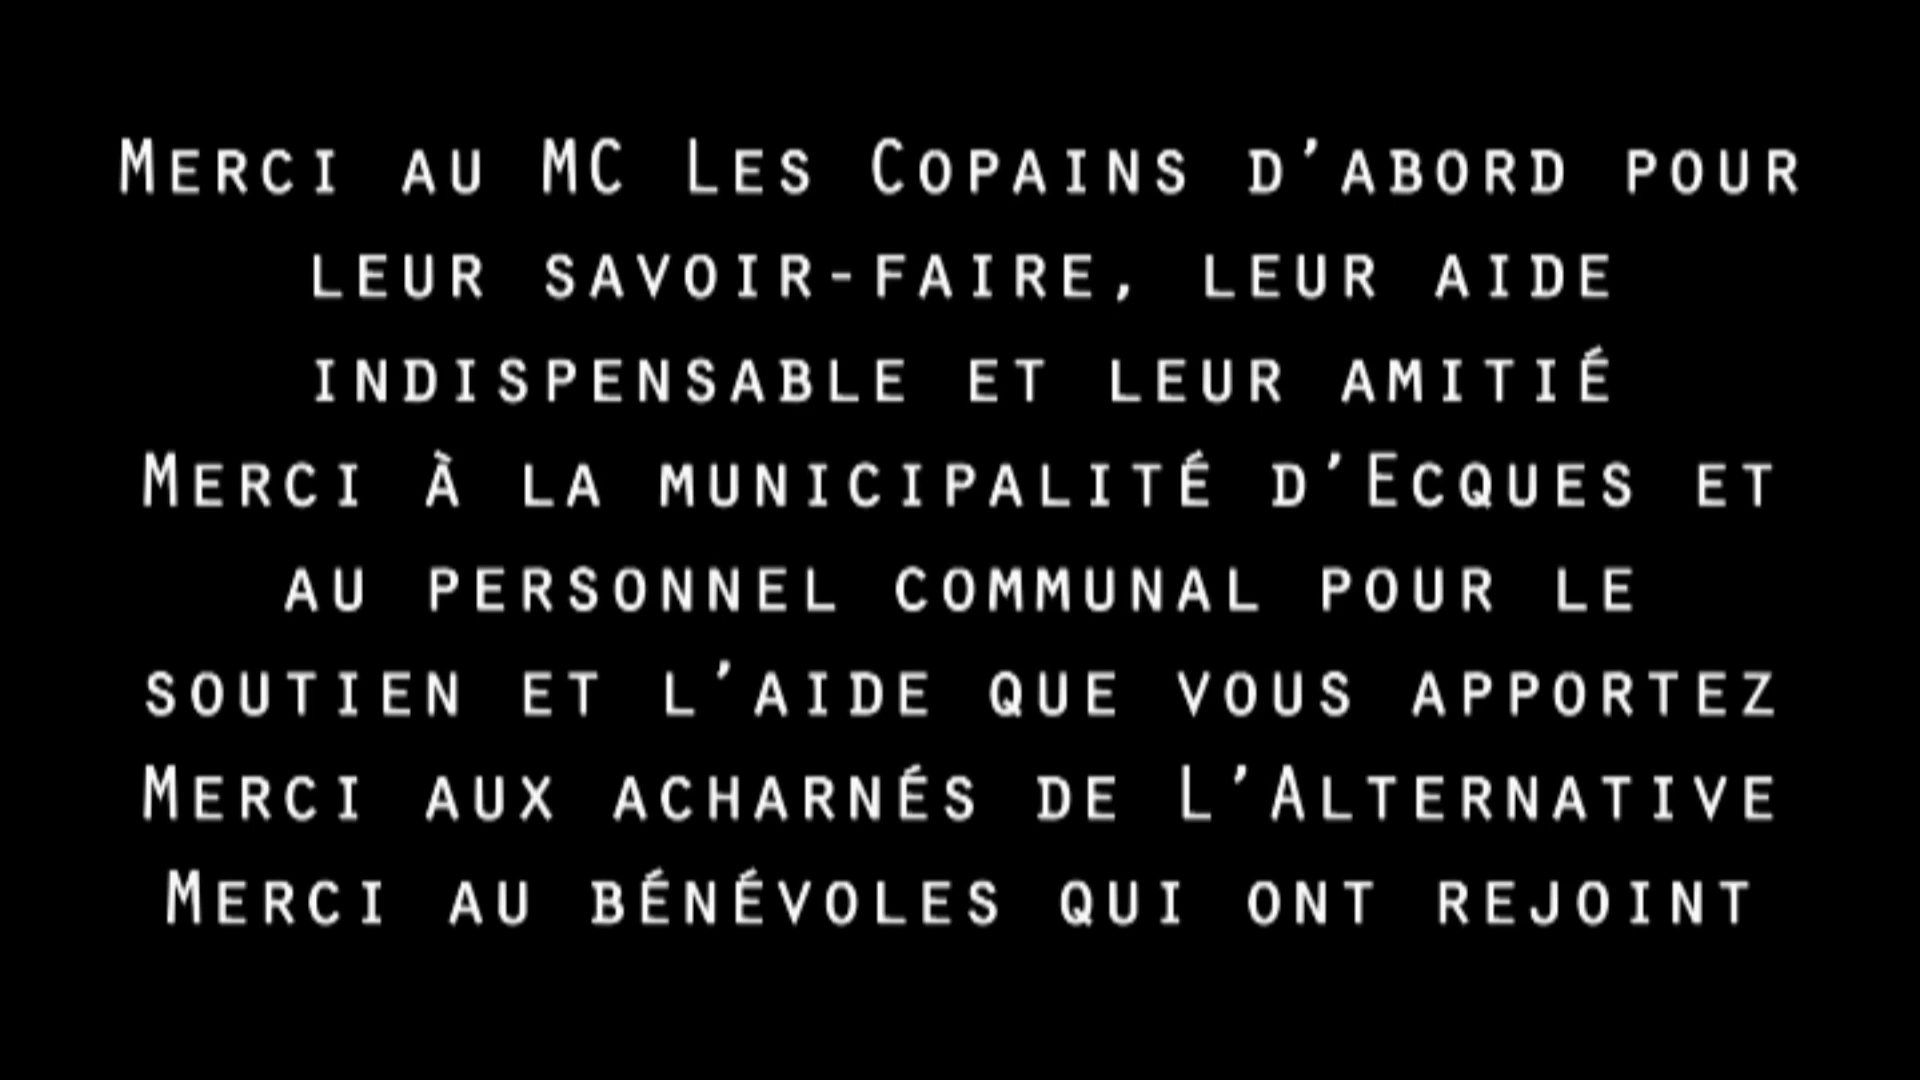 Merci au MC Les Copains d’abord pour
leur savoir-faire, leur aide
indispensable et leur amitié
Merci à la municipalité d’Ecques et
au personnel communal pour le
soutien et l’aide que vous apportez
Merci aux acharnés de L’Alternative
Merci au bénévoles qui ont rejoint